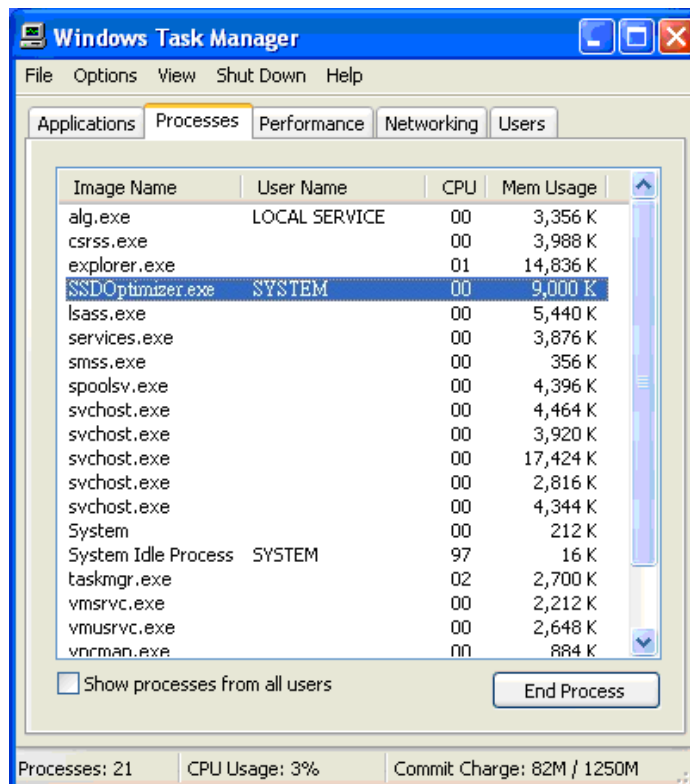 Windows Task Manager
File Options View Shut Down Help
Applications Processes Performance Networking Users
Image Name User Name CPU Mem Usage
alg.exe LOCAL SERVICE 00 3,356 K
csrss.exe 00 3,988 K
explorer.exe 01 14,836 K
SSDOptimizer.exe SYSTEM 00 9,000 K
lsass.exe 00 5,440 K
services.exe 00 3,876 K
smss.exe 00 356 K
spoolsv.exe 00 4,396 K
svchost.exe 00 4,464 K
svchost.exe 00 3,920 K
svchost.exe 00 17,424 K
svchost.exe 00 2,816 K
svchost.exe 00 4,344 K
System 00 212 K
System Idle Process SYSTEM 97 16 K
taskmgr.exe 02 2,700 K
vmsrvc.exe 00 2,212 K
vmusrvc.exe 00 2,648 K
vpcmap.exe 00 884 K
Show processes from all users
End Process
Processes: 21 CPU Usage: 3% Commit Charge: 82M / 1250M